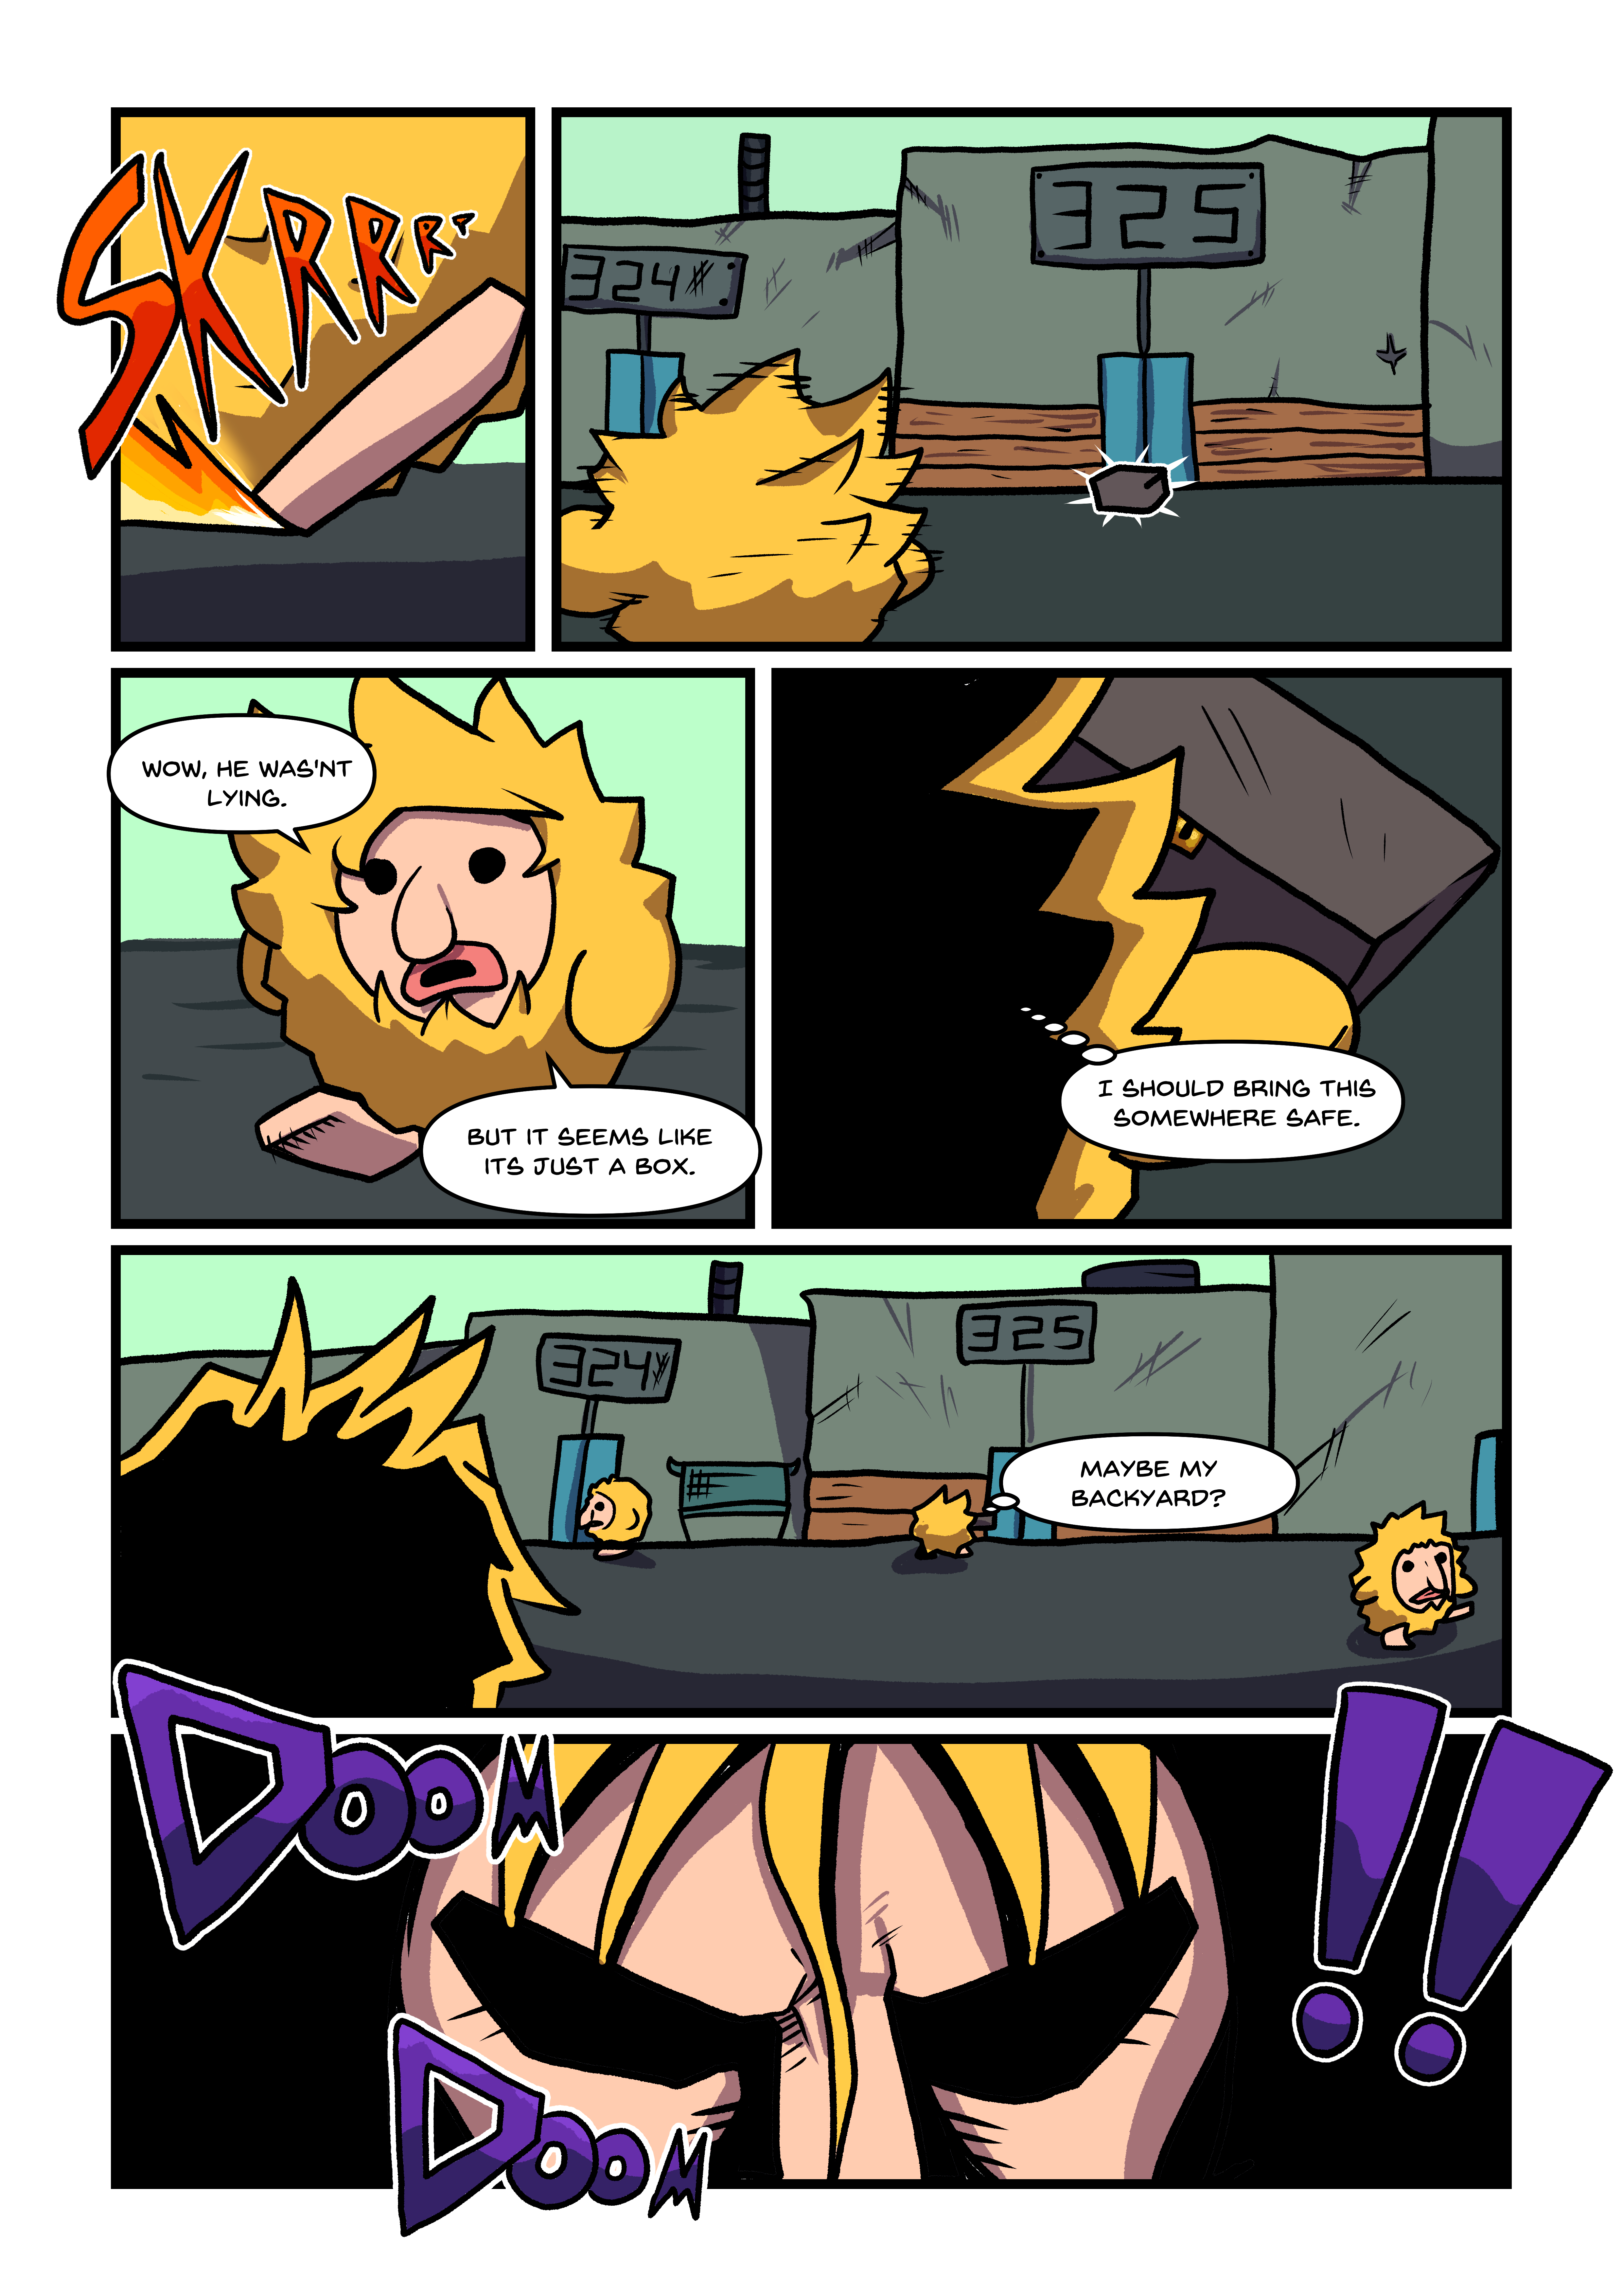 SKRRRT
324
325
WOW, HE WAS'NT
LYING.
BUT IT SEEMS LIKE
ITS JUST A BOX.
I SHOULD BRING THIS
SOMEWHERE SAFE.
324
325
MAYBE MY
BACKYARD?
DOOM
DOOM
!!